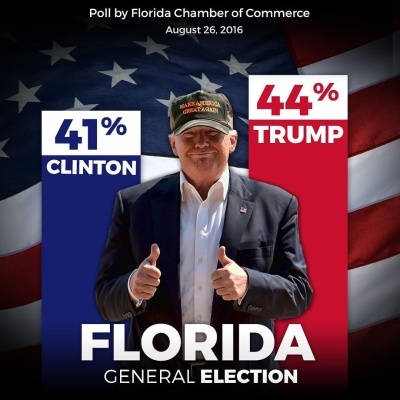 Poll by Florida Chamber of Commerce
August 26, 2016
44%
TRUMP
41%
CLINTON
MAKE AMERICA
GREAT AGAIN
FLORIDA
GENERAL ELECTION